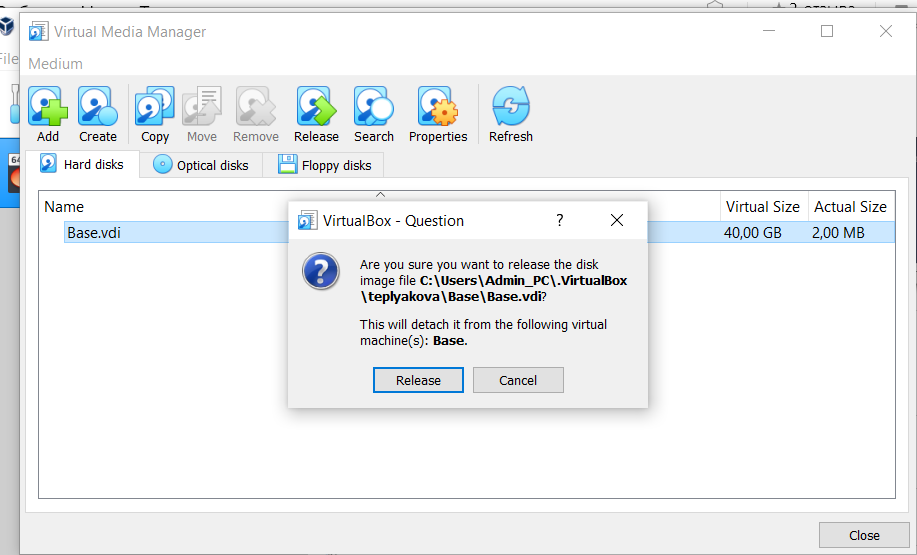 Virtual Media Manager
File
Medium
Add Create Copy Move Remove Release Search Properties Refresh
64
Hard disks Optical disks Floppy disks
Name Virtual Size Actual Size
Base.vdi 40,00 GB 2,00 MB
VirtualBox - Question ?
Are you sure you want to release the disk
image file C:\Users\Admin_PC\.VirtualBox
\teplyakova\Base\Base.vdi?
This will detach it from the following virtual
machine(s): Base.
Release Cancel
Close